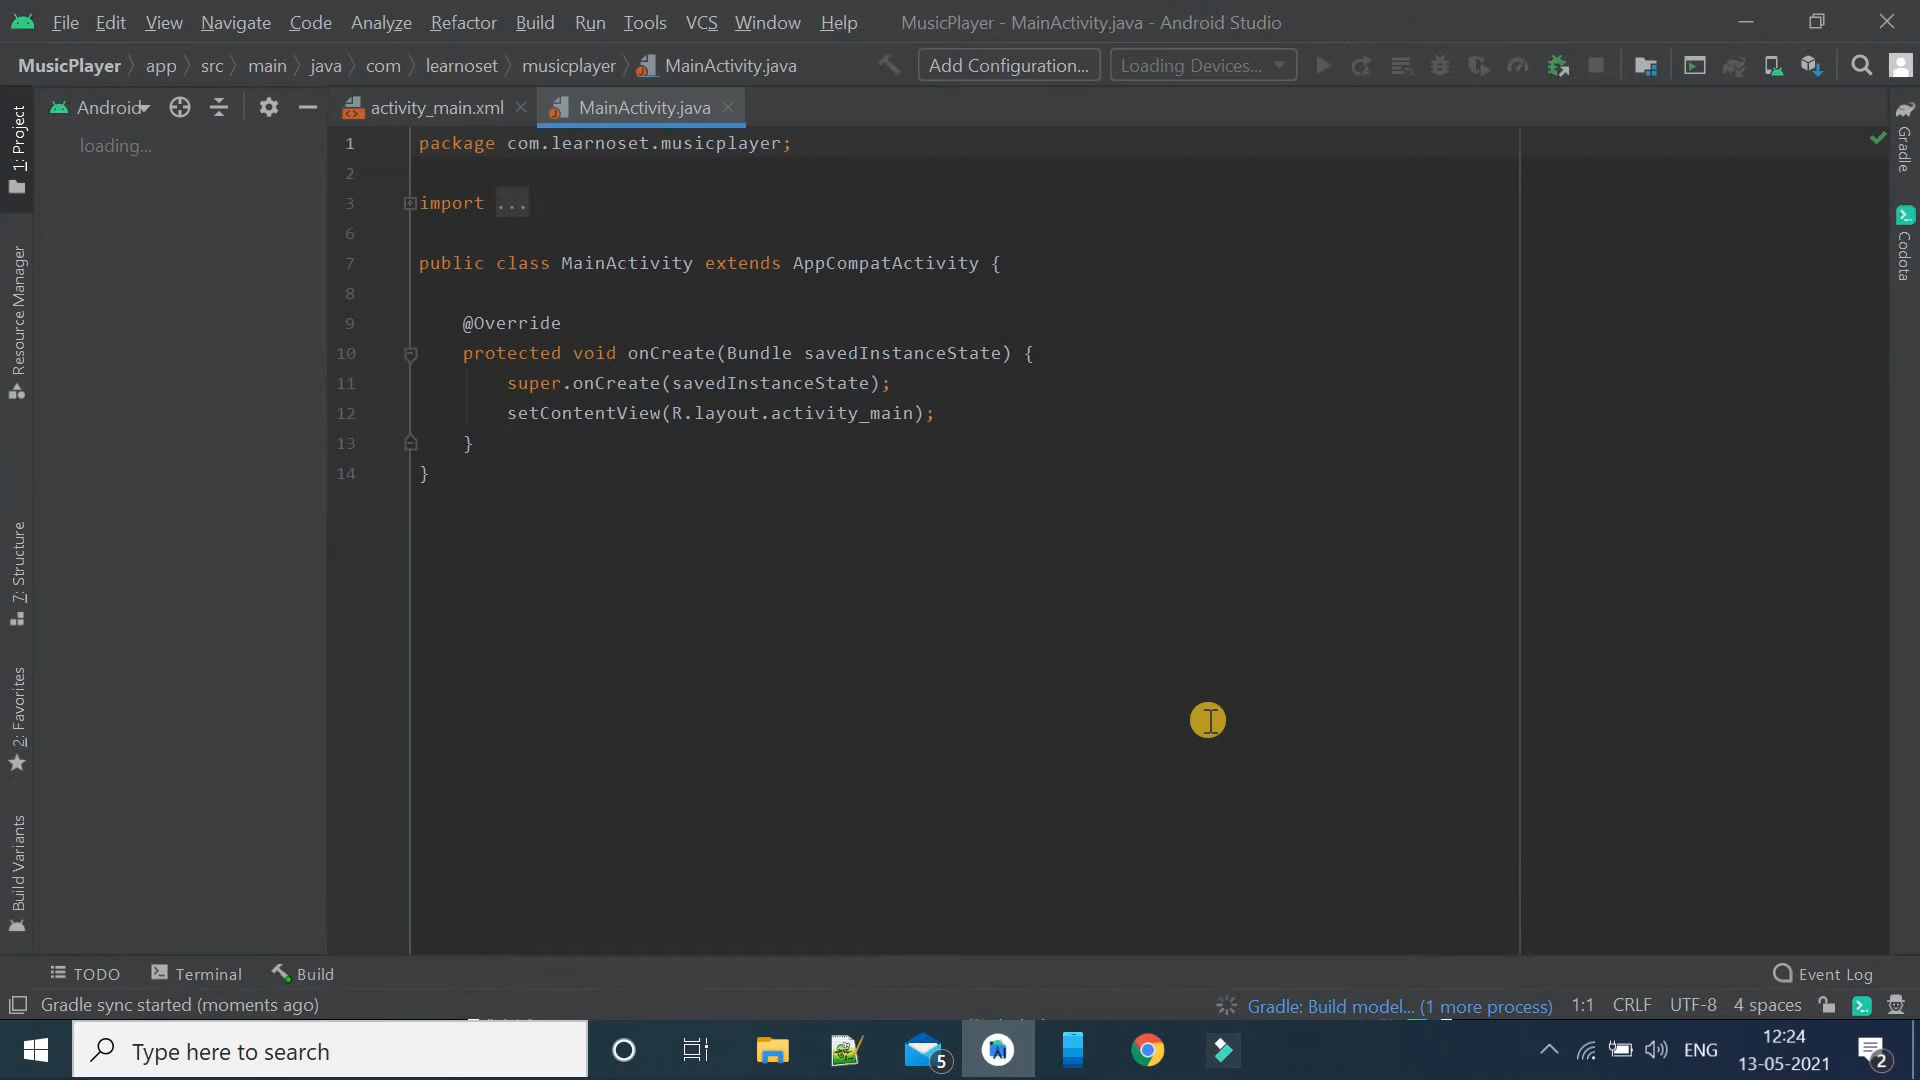 File Edit View Navigate Code Analyze Refactor Build Run Tools VCS Window Help MusicPlayer - MainActivity.java - Android Studio
MusicPlayer app src main java com learnoset musicplayer MainActivity.java Add Configuration... Loading Devices...
Android activity_main.xml MainActivity.java
loading...
1 package com.learnoset.musicplayer;
2
3 import ...
6
7 public class MainActivity extends AppCompatActivity {
8
9 @Override
10 protected void onCreate(Bundle savedInstanceState) {
11 super.onCreate(savedInstanceState);
12 setContentView(R.layout.activity_main);
13 }
14 }
1: Project
Resource Manager
7: Structure
2: Favorites
Build Variants
Gradle
Codota
TODO Terminal Build Event Log
Gradle sync started (moments ago) Gradle: Build model... (1 more process) 1:1 CRLF UTF-8 4 spaces
Type here to search 5 ENG 12:24
13-05-2021 2